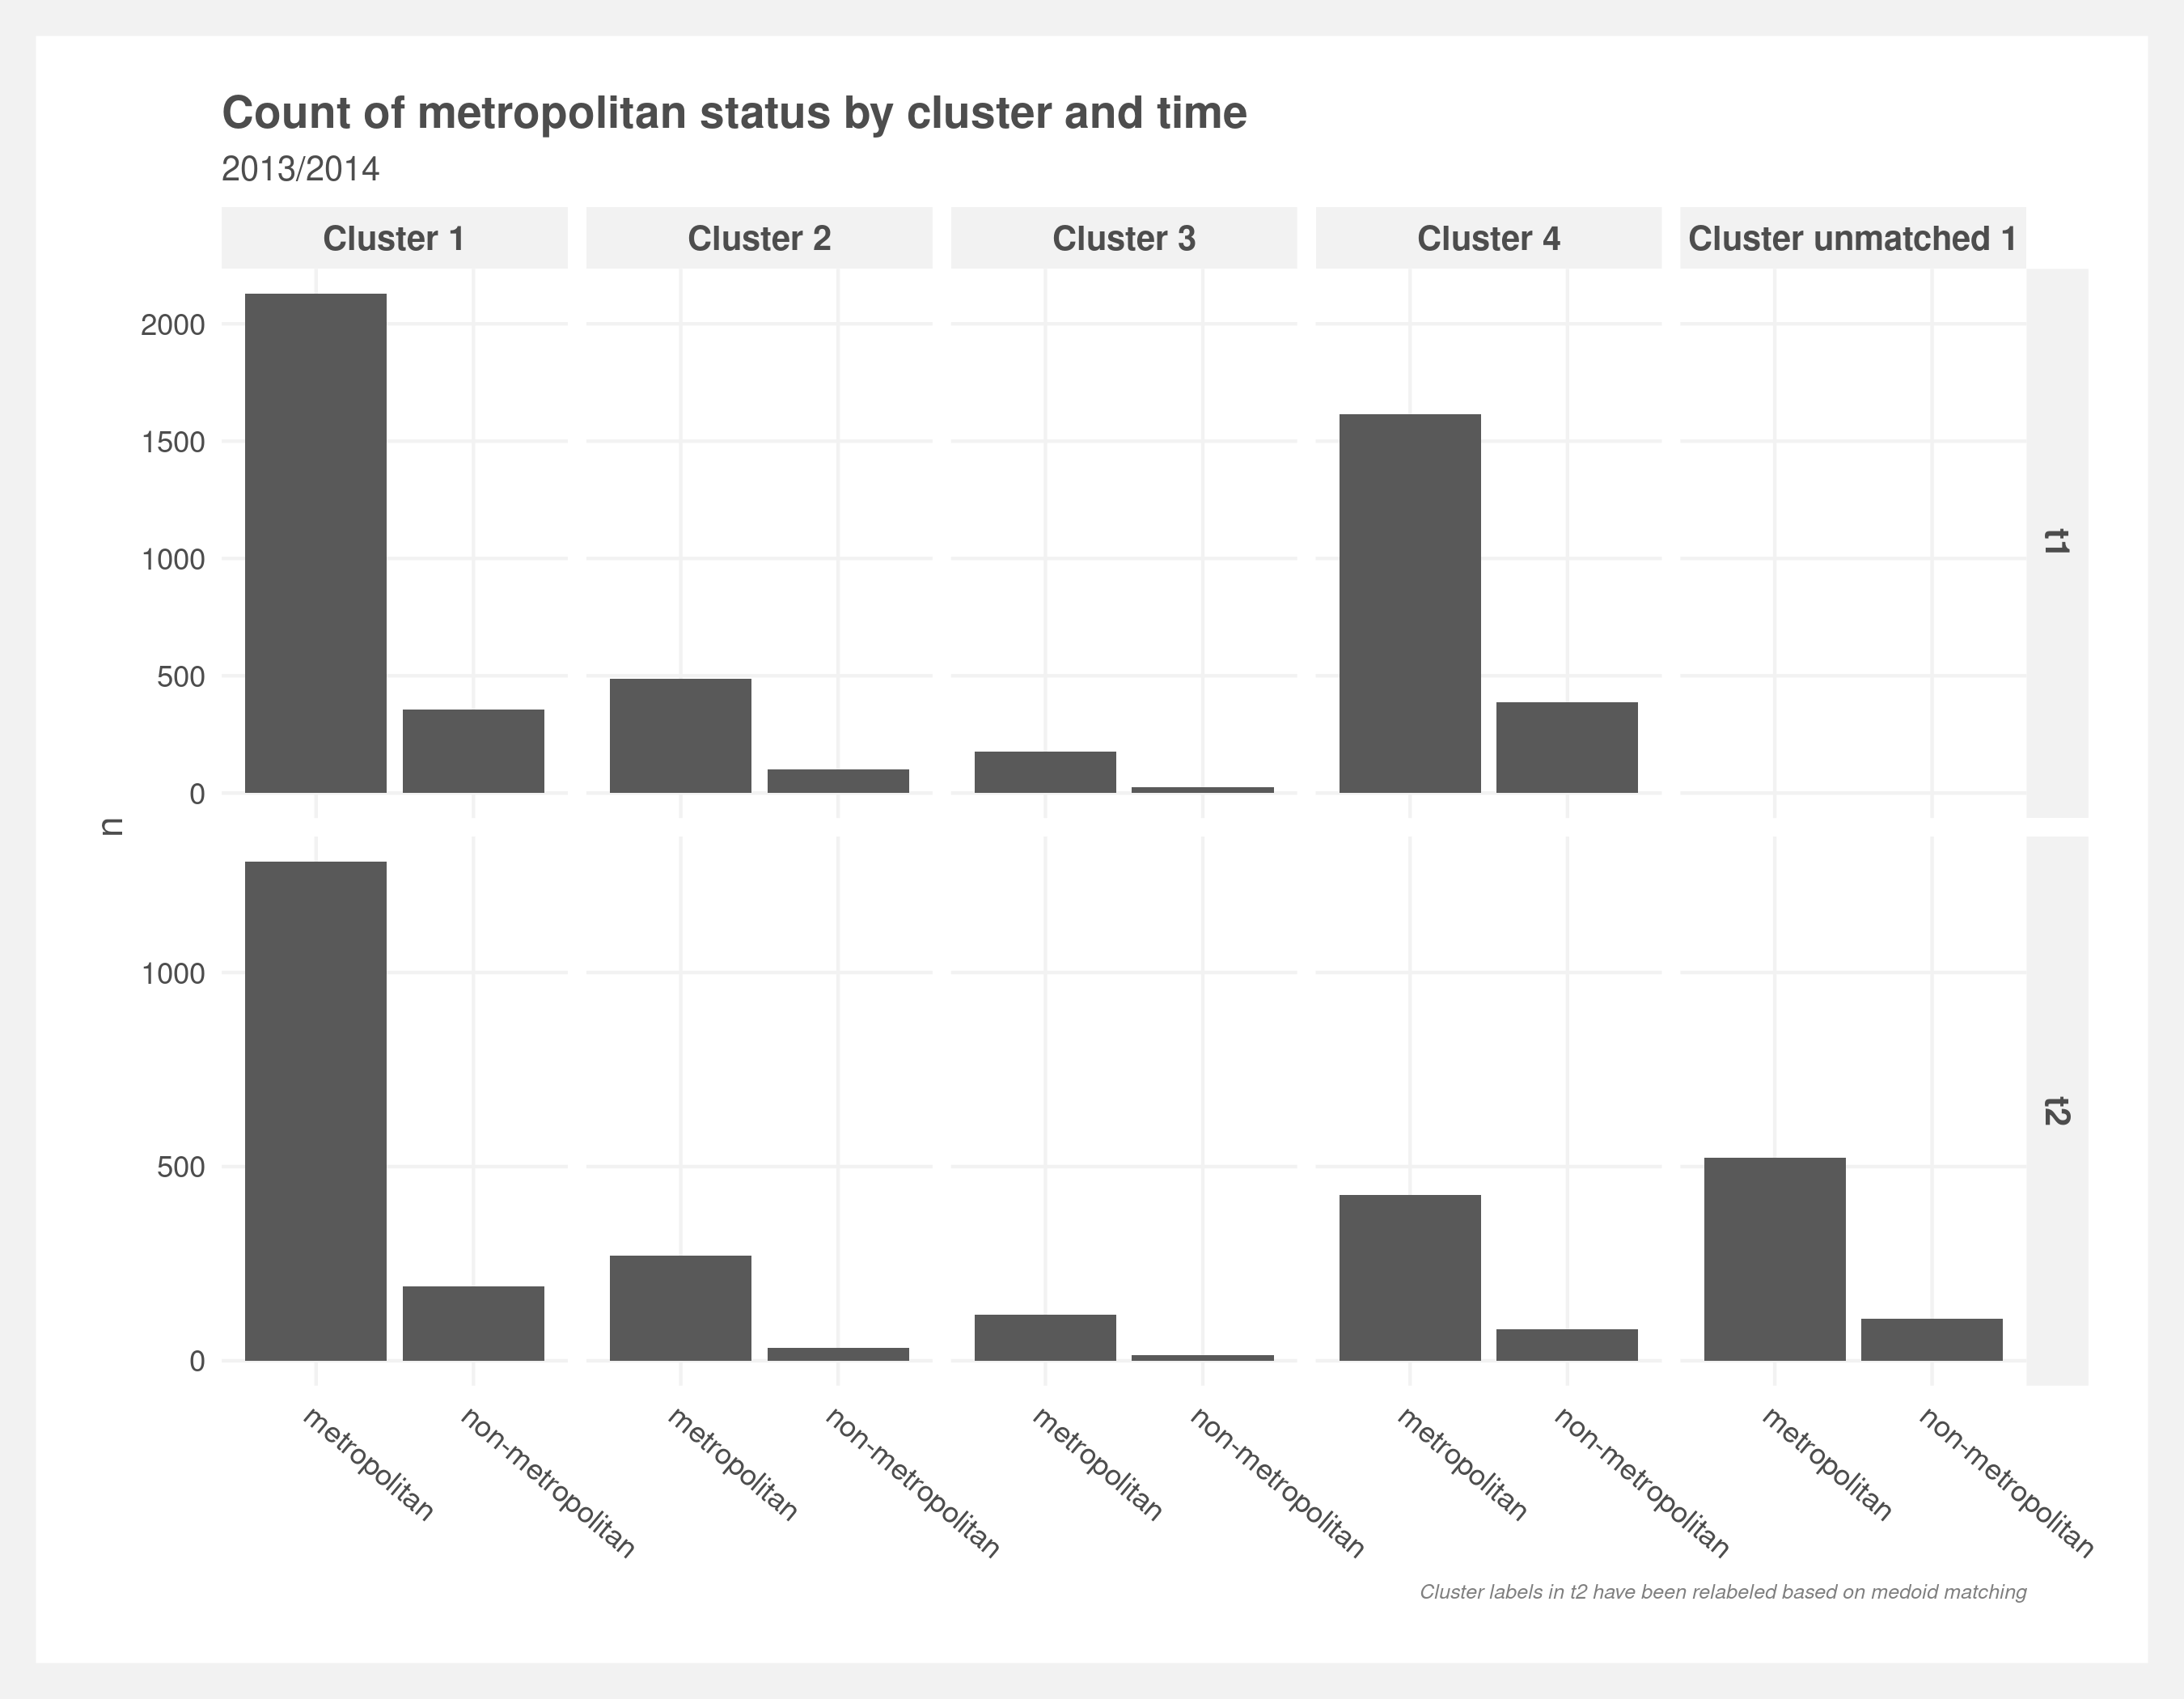 Count of metropolitan status by cluster and time
2013/2014
Cluster 1
Cluster 2
Cluster 3
Cluster 4
Cluster unmatched 1
2000
1500
1000
500
0
t1
n
1000
500
0
t2
metropolitan
non-metropolitan
metropolitan
non-metropolitan
metropolitan
non-metropolitan
metropolitan
non-metropolitan
metropolitan
non-metropolitan
Cluster labels in t2 have been relabeled based on medoid matching